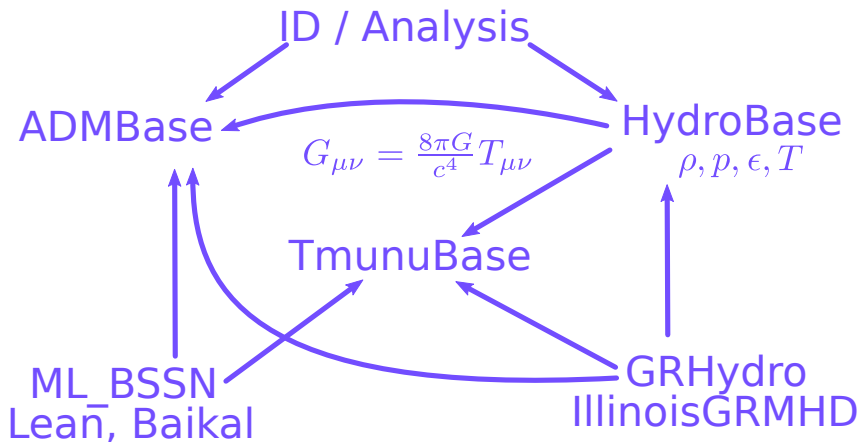 ID / Analysis
ADMBase
HydroBase
G_{μν} = \frac{8πG}{c^4} T_{μν}
ρ, p, ϵ, T
TmunuBase
ML_BSSN
Lean, Baikal
GRHydro
IllinoisGRMHD